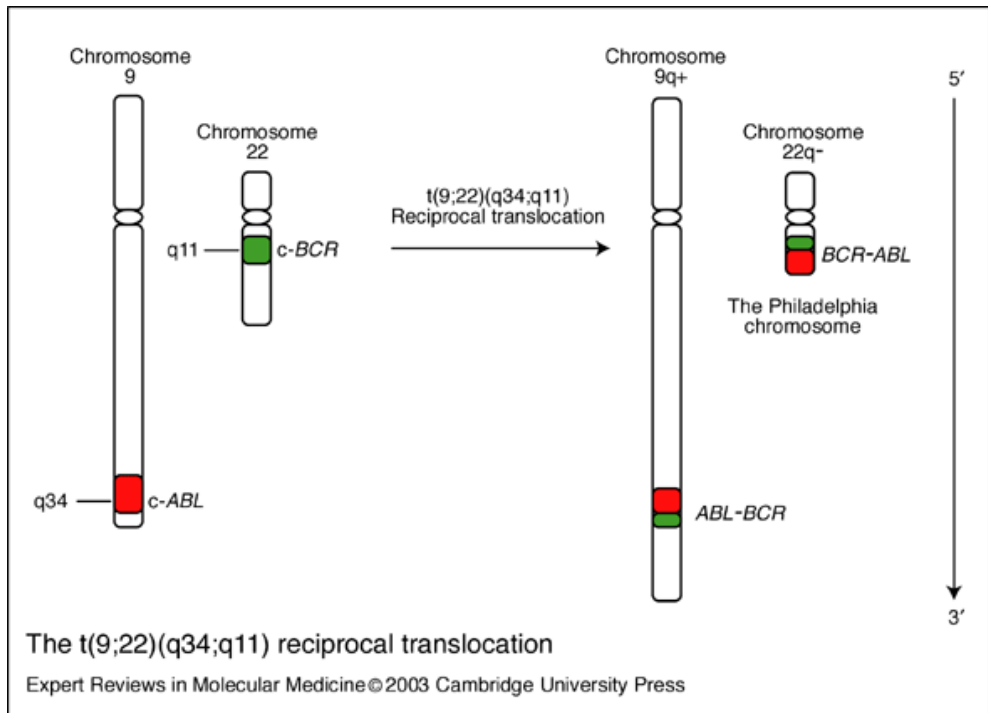 Chromosome
9
Chromosome
22
q11
c-BCR
q34
c-ABL
t(9;22)(q34;q11)
Reciprocal translocation
Chromosome
9q+
Chromosome
22q-
BCR-ABL
The Philadelphia
chromosome
ABL-BCR
5′
3′
The t(9;22)(q34;q11) reciprocal translocation
Expert Reviews in Molecular Medicine©2003 Cambridge University Press